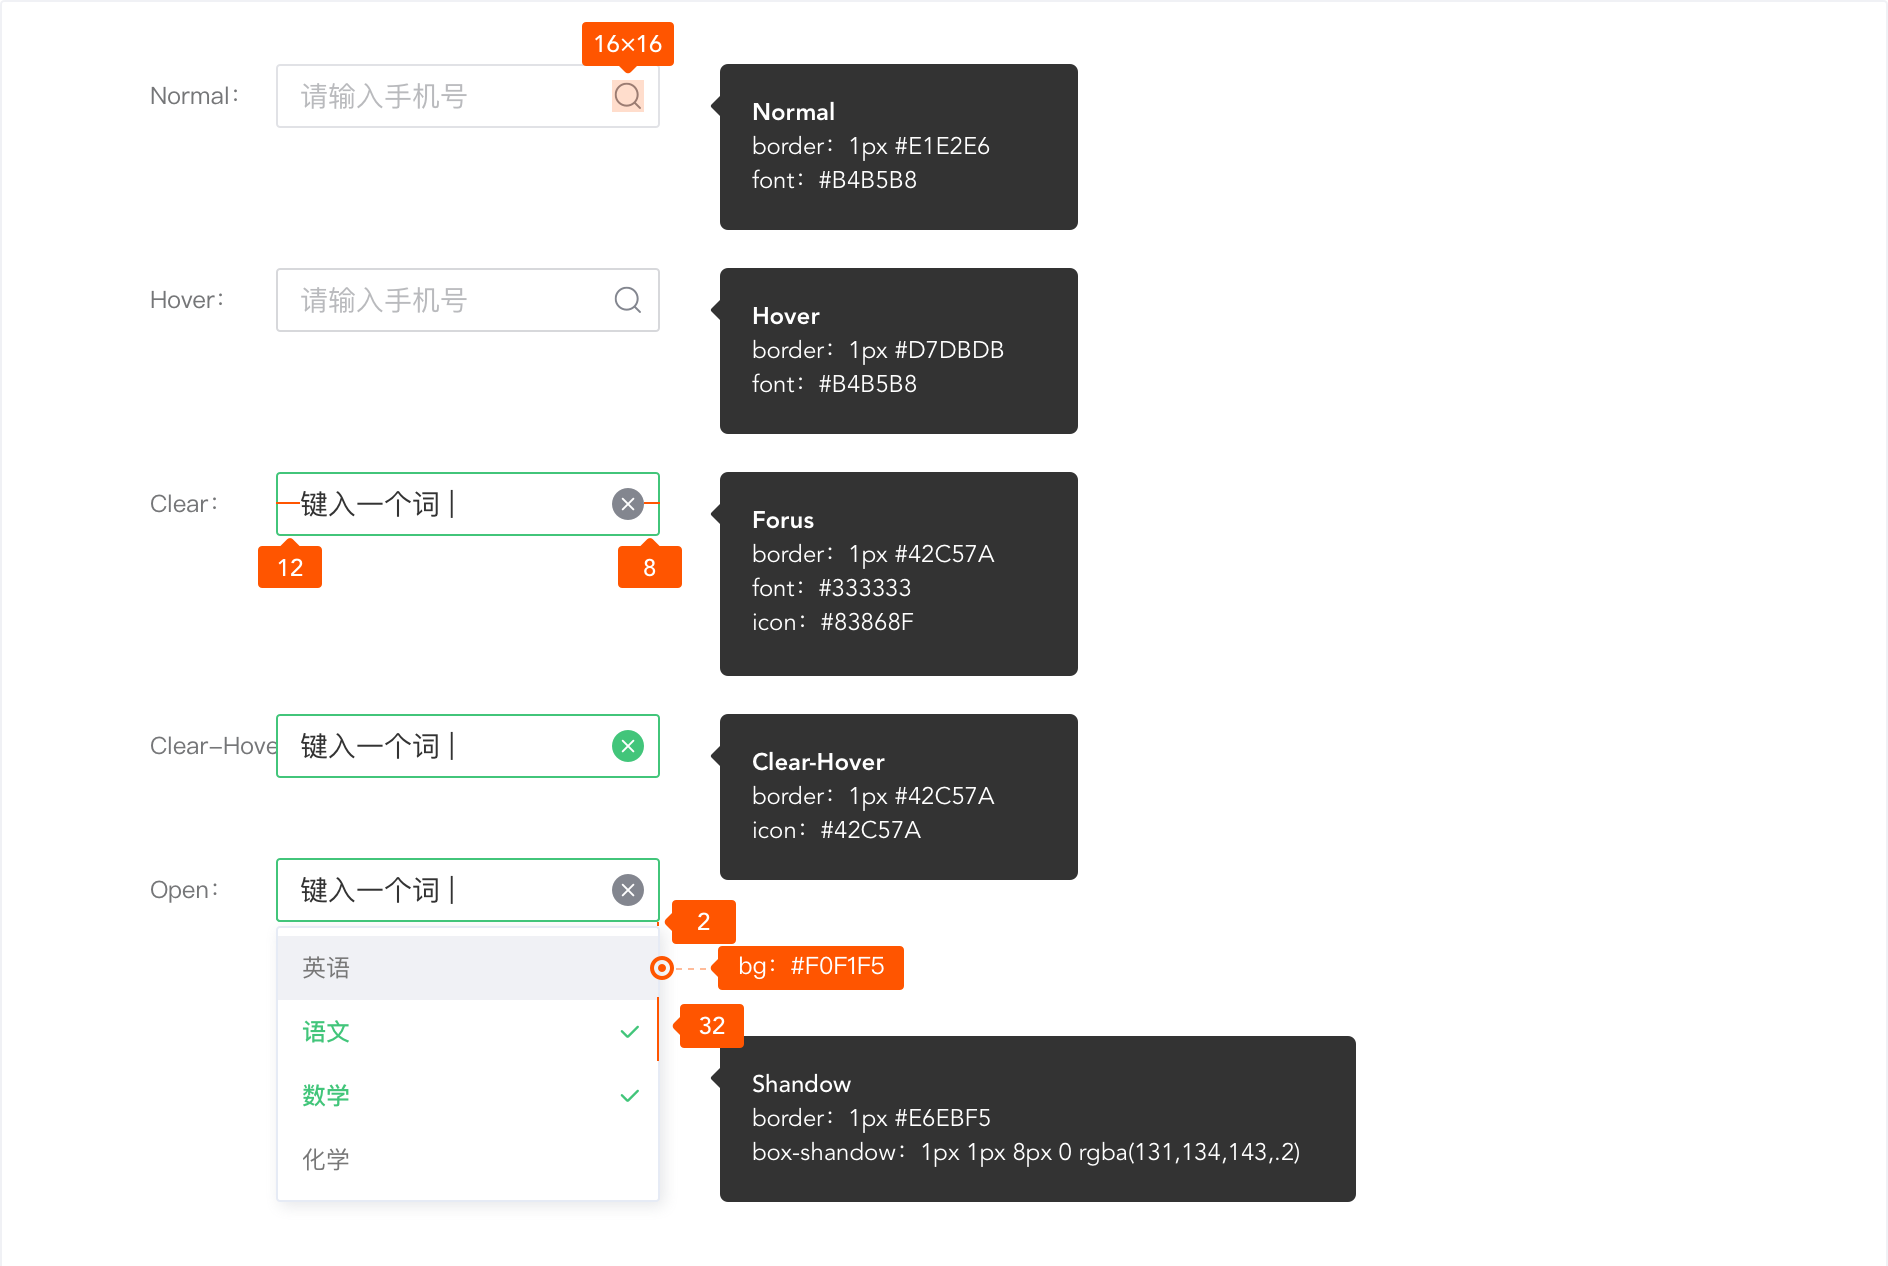 16×16
Normal：
请输入手机号
Normal
border：1px #E1E2E6
font：#B4B5B8
Hover：
请输入手机号
Hover
border：1px #D7DBDB
font：#B4B5B8
Clear：
键入一个词 |
12
8
Forus
border：1px #42C57A
font：#333333
icon：#83868F
Clear-Hove
键入一个词 |
Clear-Hover
border：1px #42C57A
icon：#42C57A
Open：
键入一个词 |
2
英语
bg：#F0F1F5
语文
32
数学
化学
Shandow
border：1px #E6EBF5
box-shandow：1px 1px 8px 0 rgba(131,134,143,.2)